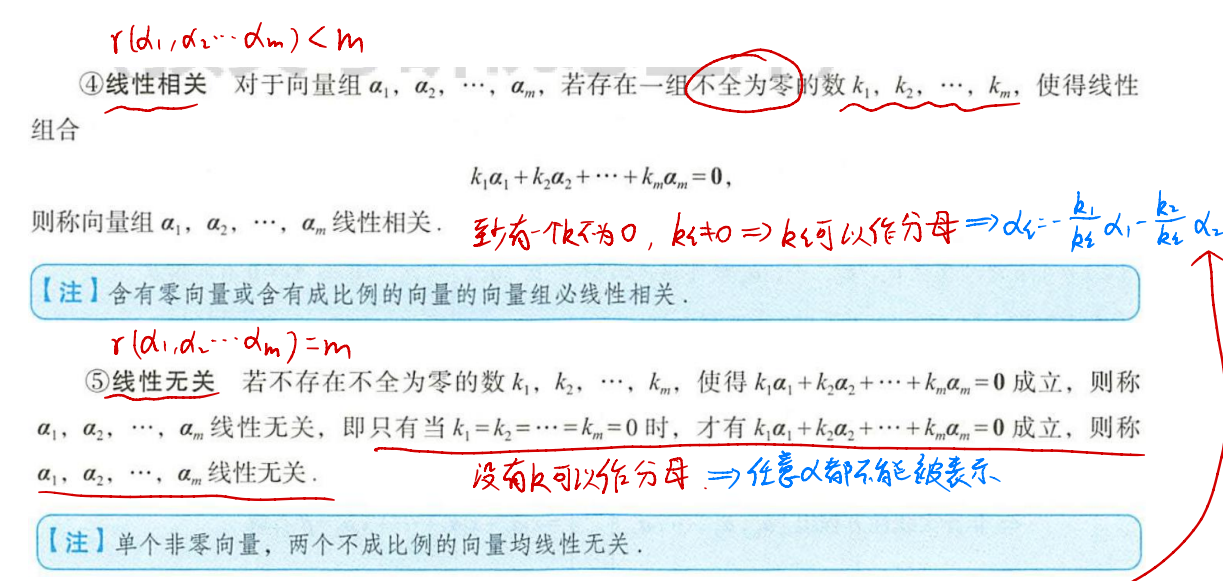 r(α₁,α₂…αₘ)<m
④线性相关 对于向量组 α₁，α₂，…，αₘ，若存在一组不全为零的数 k₁，k₂，…，kₘ，使得线性
组合
k₁α₁+k₂α₂+…+kₘαₘ=0，
则称向量组 α₁，α₂，…，αₘ 线性相关．
至少有一个k不为0，kᵢ≠0 ⇒ kᵢ可以作分母 ⇒ αᵢ=-k₁/kᵢ α₁-k₂/kᵢ α₂
【注】含有零向量或含有成比例的向量的向量组必线性相关．
r(α₁,α₂…αₘ)=m
⑤线性无关 若不存在不全为零的数 k₁，k₂，…，kₘ，使得 k₁α₁+k₂α₂+…+kₘαₘ=0 成立，则称
α₁，α₂，…，αₘ 线性无关，即只有当 k₁=k₂=…=kₘ=0 时，才有 k₁α₁+k₂α₂+…+kₘαₘ=0 成立，则称
α₁，α₂，…，αₘ 线性无关．
没有k可以作分母 ⇒ 任意α都不能被表示
【注】单个非零向量，两个不成比例的向量均线性无关．